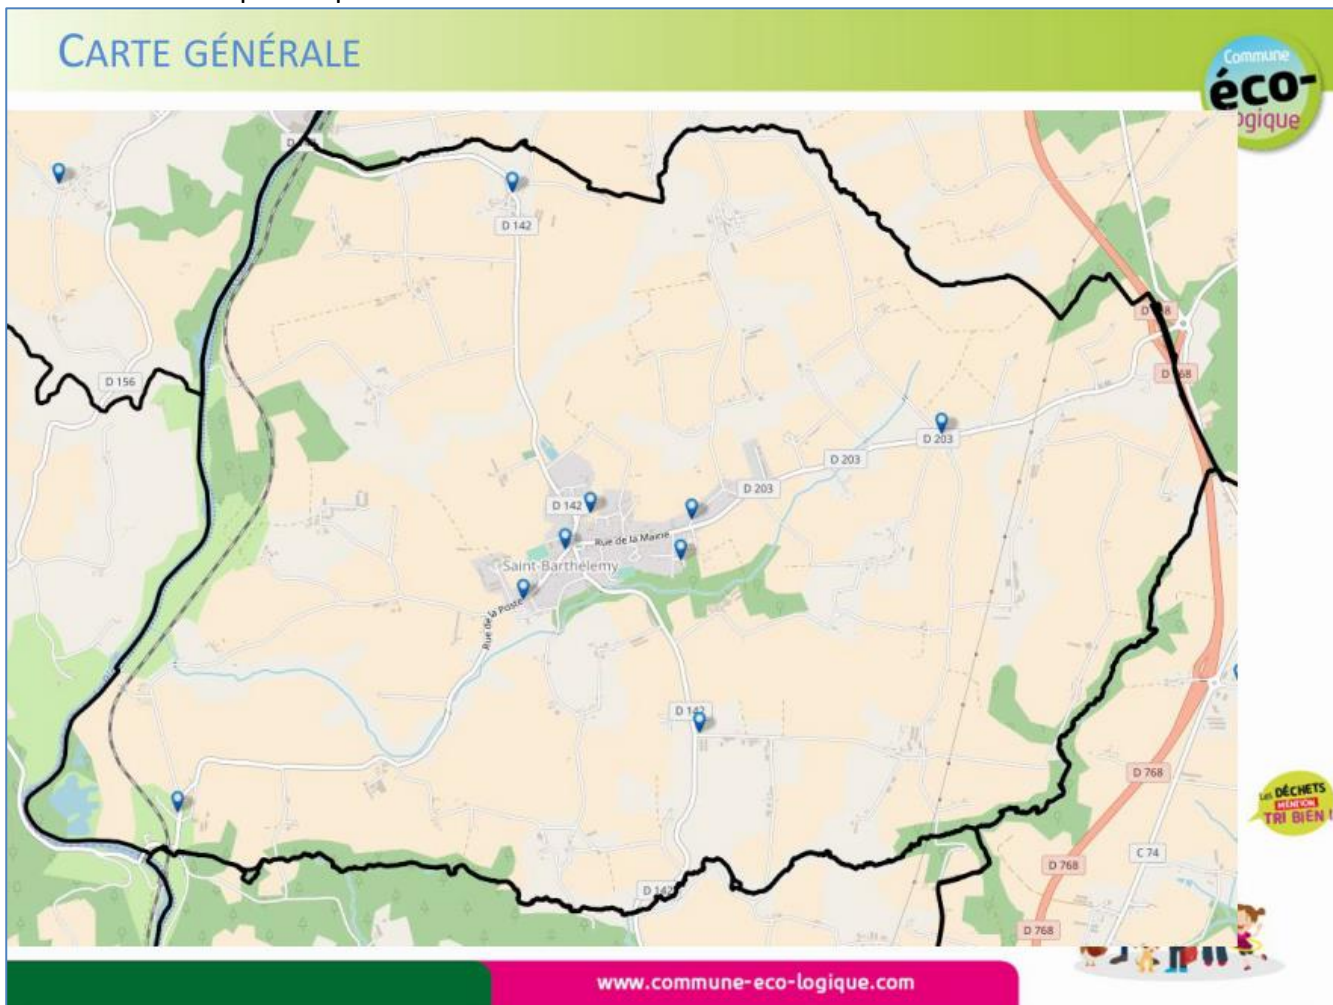 CARTE GÉNÉRALE
Commune
éco-
logique
D 142
D 156
D 768
D 203
D 203
D 203
D 142
Rue de la Mairie
Saint-Barthélemy
Rue de la Poste
D 142
D 768
D 768
C 74
D 142
D 768
Les DÉCHETS
MENTION
TRI BIEN !
www.commune-eco-logique.com